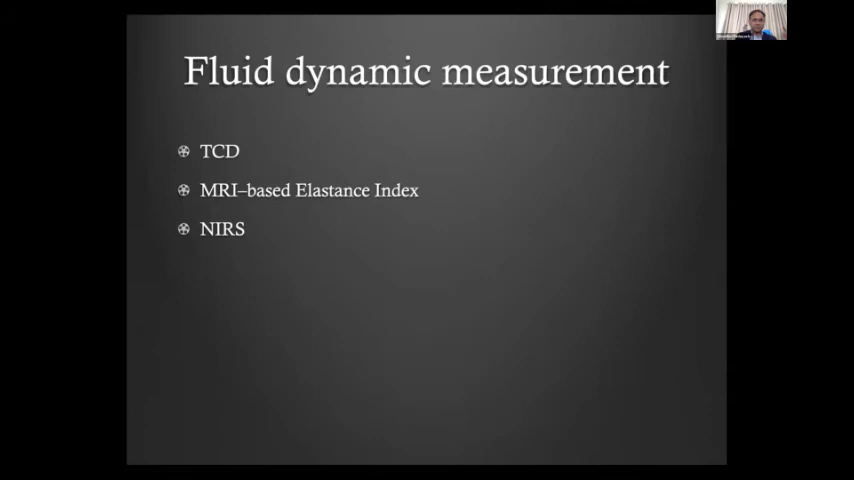 Fluid dynamic measurement
TCD
MRI–based Elastance Index
NIRS